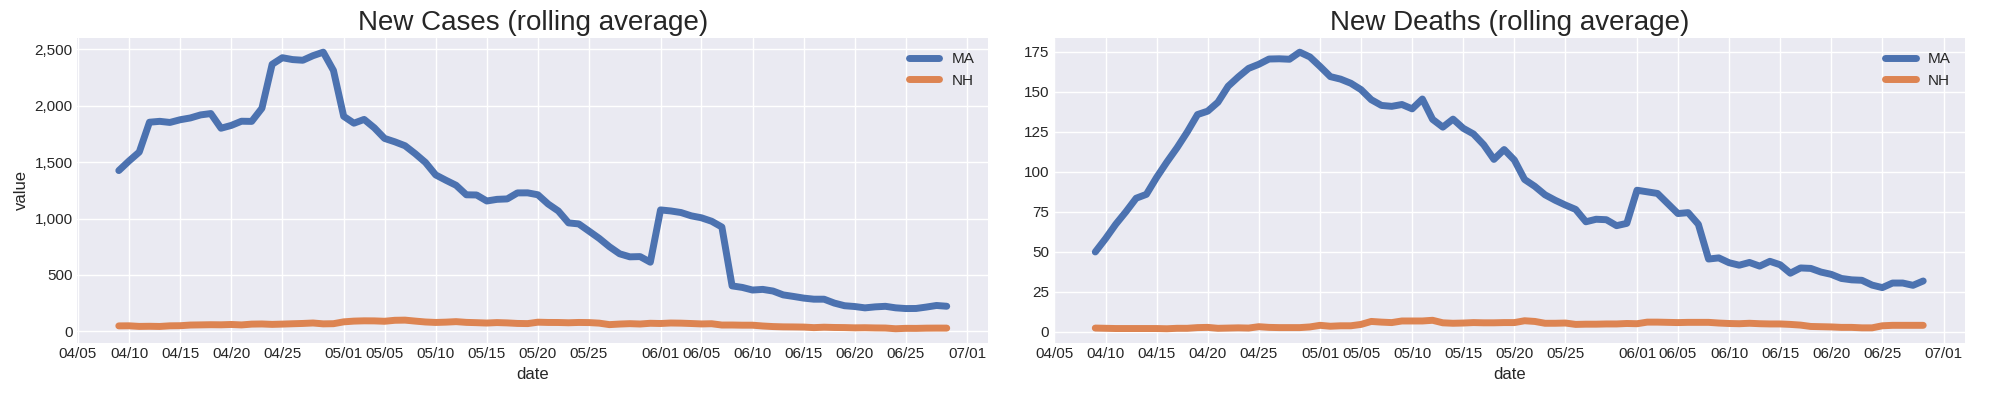 New Cases (rolling average)
2,500
2,000
1,500
1,000
500
0
value
04/05 04/10 04/15 04/20 04/25 05/01 05/05 05/10 05/15 05/20 05/25 06/01 06/05 06/10 06/15 06/20 06/25 07/01
date
MA
NH
New Deaths (rolling average)
175
150
125
100
75
50
25
0
04/05 04/10 04/15 04/20 04/25 05/01 05/05 05/10 05/15 05/20 05/25 06/01 06/05 06/10 06/15 06/20 06/25 07/01
date
MA
NH